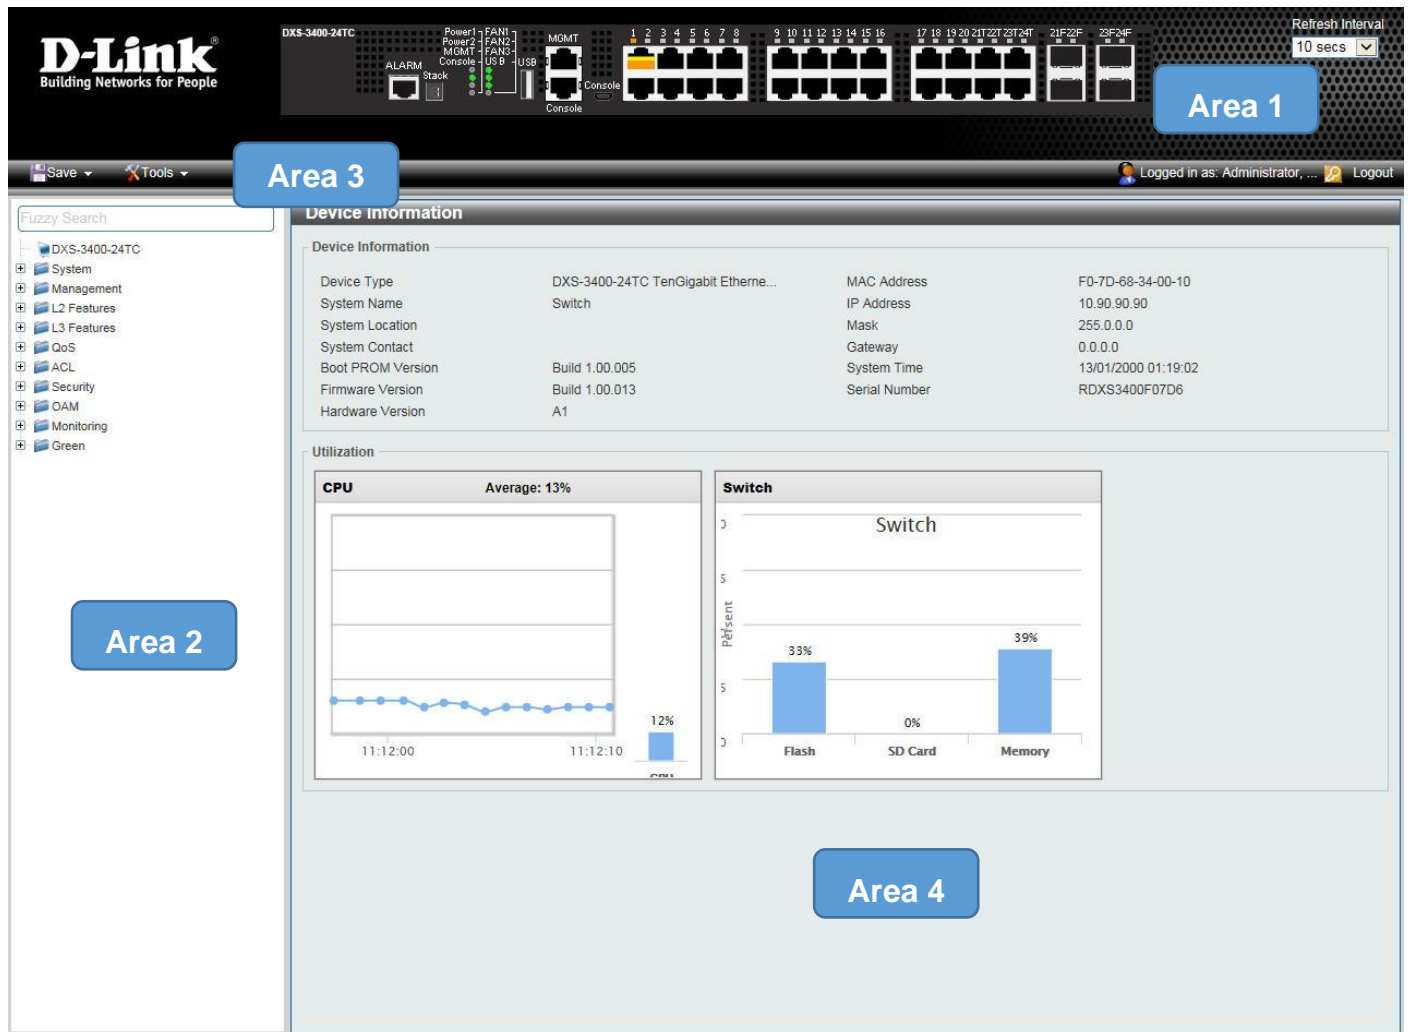 D-Link®
Building Networks for People
DXS-3400-24TC
Power1 FAN1
Power2 FAN2
MGMT FAN3
Console USB
ALARM
Stack
USB
MGMT
Console
Console
1 2 3 4 5 6 7 8
9 10 11 12 13 14 15 16
17 18 19 20 21T 22T 23T 24T
21F 22F
23F 24F
Refresh Interval
10 secs
Area 1
Save
Tools
Area 3
Logged in as: Administrator, ...
Logout
Fuzzy Search
DXS-3400-24TC
System
Management
L2 Features
L3 Features
QoS
ACL
Security
OAM
Monitoring
Green
Area 2
Device Information
Device Information
Device Type DXS-3400-24TC TenGigabit Etherne... MAC Address F0-7D-68-34-00-10
System Name Switch IP Address 10.90.90.90
System Location Mask 255.0.0.0
System Contact Gateway 0.0.0.0
Boot PROM Version Build 1.00.005 System Time 13/01/2000 01:19:02
Firmware Version Build 1.00.013 Serial Number RDXS3400F07D6
Hardware Version A1
Utilization
CPU Average: 13%
11:12:00 11:12:10
12%
CPU
Switch
Switch
Persent
33%
0%
39%
Flash SD Card Memory
Area 4